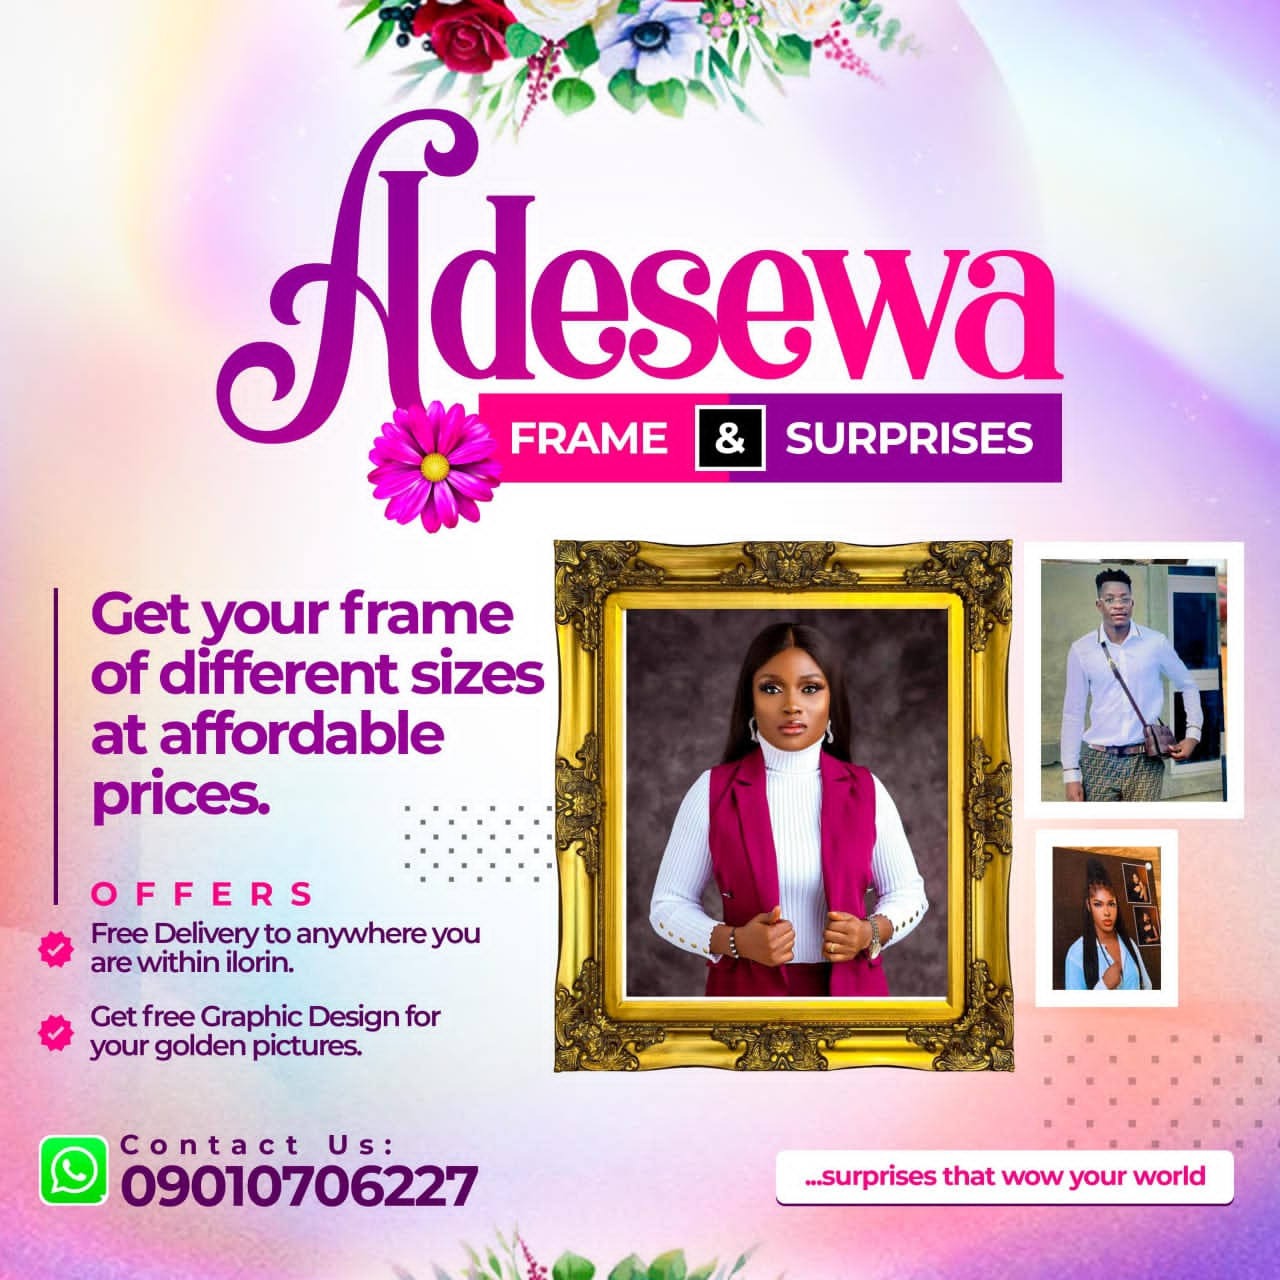 Adesewa
FRAME & SURPRISES
Get your frame
of different sizes
at affordable
prices.
OFFERS
Free Delivery to anywhere you
are within ilorin.
Get free Graphic Design for
your golden pictures.
Contact Us:
09010706227
...surprises that wow your world